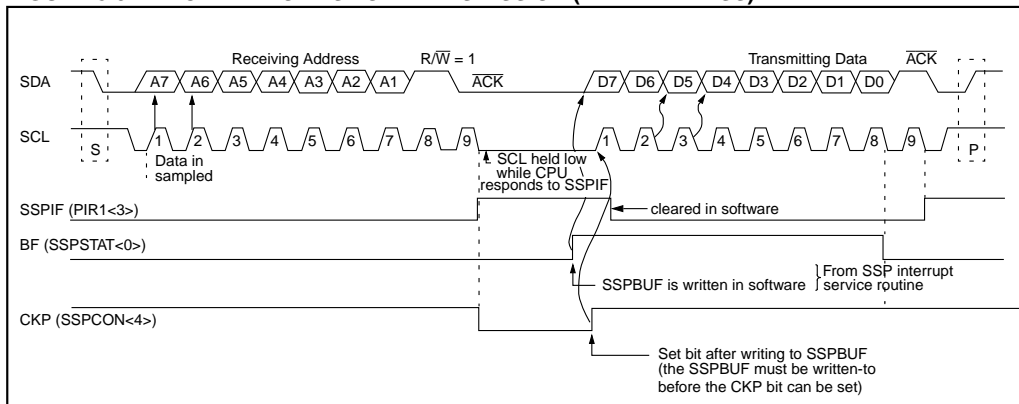 Receiving Address R/W = 1 Transmitting Data ACK
SDA A7 A6 A5 A4 A3 A2 A1 ACK D7 D6 D5 D4 D3 D2 D1 D0
SCL S 1 2 3 4 5 6 7 8 9 1 2 3 4 5 6 7 8 9 P
Data in
sampled
SCL held low
while CPU
responds to SSPIF
SSPIF (PIR1<3>)
cleared in software
BF (SSPSTAT<0>)
SSPBUF is written in software
From SSP interrupt
service routine
CKP (SSPCON<4>)
Set bit after writing to SSPBUF
(the SSPBUF must be written-to
before the CKP bit can be set)